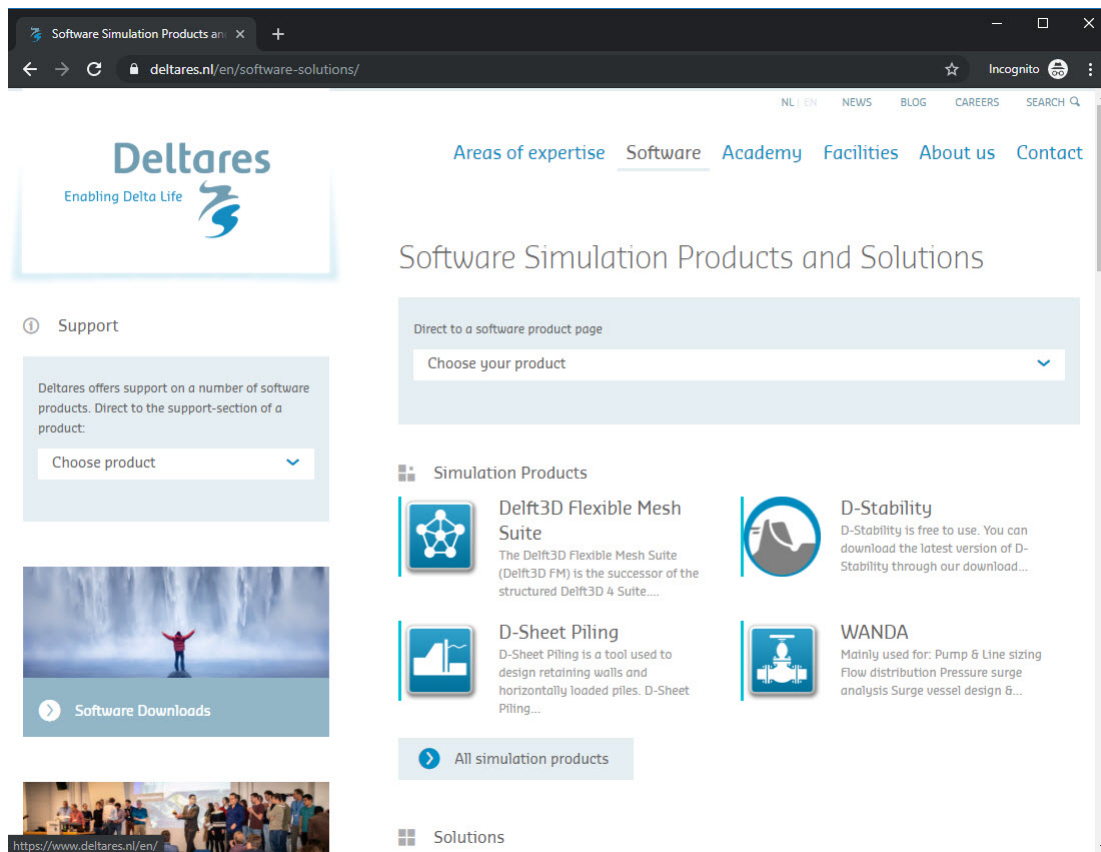 Software Simulation Products an
deltares.nl/en/software-solutions/
Incognito
NL | EN NEWS BLOG CAREERS SEARCH
Deltares
Enabling Delta Life
Areas of expertise Software Academy Facilities About us Contact
Software Simulation Products and Solutions
Support
Deltares offers support on a number of software
products. Direct to the support-section of a
product:
Choose product
Software Downloads
Direct to a software product page
Choose your product
Simulation Products
Delft3D Flexible Mesh
Suite
The Delft3D Flexible Mesh Suite
(Delft3D FM) is the successor of the
structured Delft3D 4 Suite....
D-Stability
D-Stability is free to use. You can
download the latest version of D-
Stability through our download...
D-Sheet Piling
D-Sheet Piling is a tool used to
design retaining walls and
horizontally loaded piles. D-Sheet
Piling...
WANDA
Mainly used for: Pump & Line sizing
Flow distribution Pressure surge
analysis Surge vessel design &...
All simulation products
Solutions
https://www.deltares.nl/en/